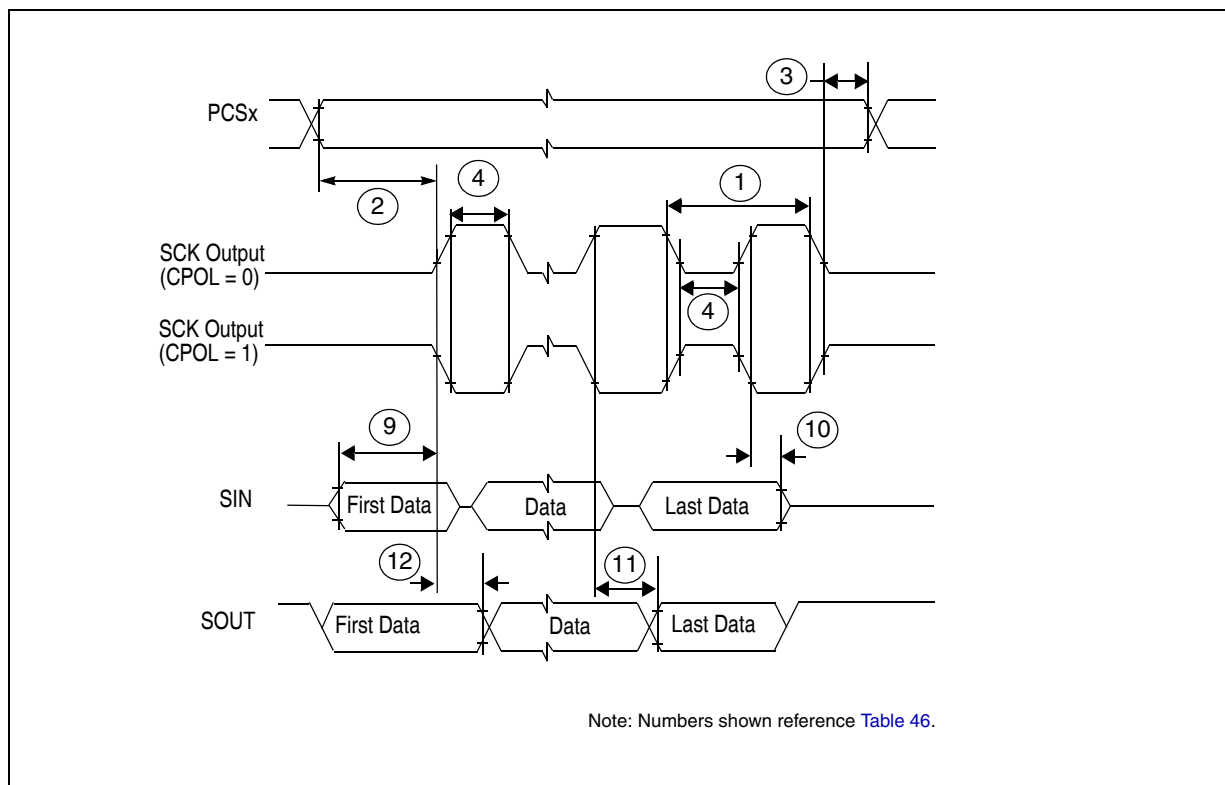 3
PCSx
2
4
1
SCK Output
(CPOL = 0)
4
SCK Output
(CPOL = 1)
9
10
SIN
First Data
Data
Last Data
12
11
SOUT
First Data
Data
Last Data
Note: Numbers shown reference Table 46.